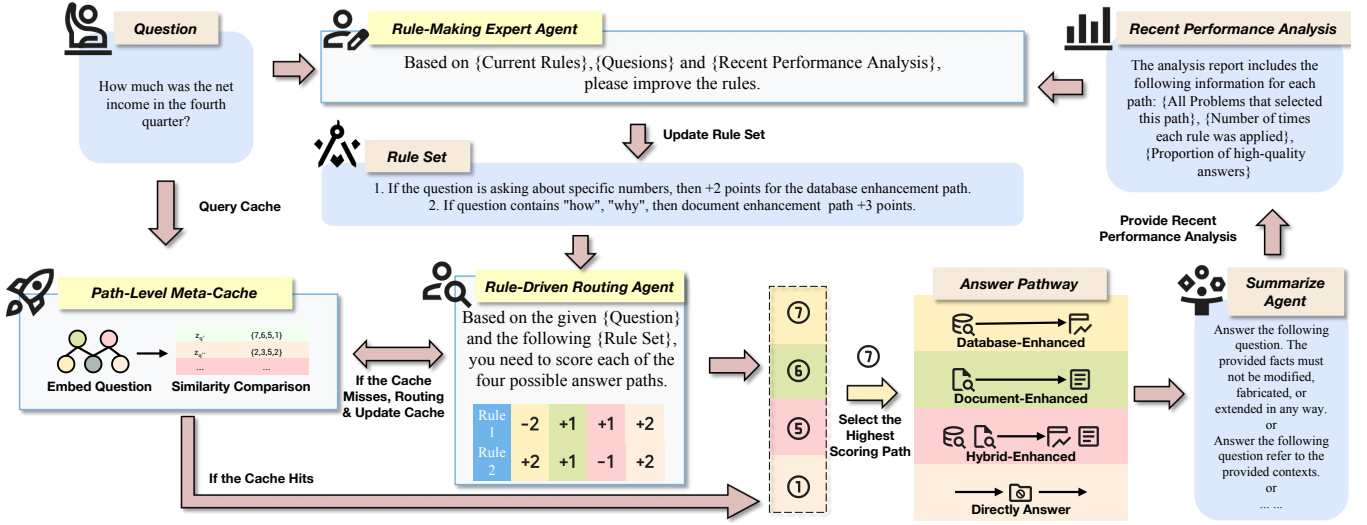 Question
How much was the net
income in the fourth
quarter?
Rule-Making Expert Agent
Based on {Current Rules},{Quesions} and {Recent Performance Analysis},
please improve the rules.
Recent Performance Analysis
The analysis report includes the
following information for each
path: {All Problems that selected
this path}, {Number of times
each rule was applied},
{Proportion of high-quality
answers}
Update Rule Set
Rule Set
1. If the question is asking about specific numbers, then +2 points for the database enhancement path.
2. If question contains "how", "why", then document enhancement path +3 points.
Query Cache
Provide Recent
Performance Analysis
Path-Level Meta-Cache
z_q' {7,6,5,1}
z_q'' {2,3,5,2}
... ...
Embed Question
Similarity Comparison
If the Cache
Misses, Routing
& Update Cache
If the Cache Hits
Rule-Driven Routing Agent
Based on the given {Question}
and the following {Rule Set},
you need to score each of the
four possible answer paths.
Rule
1
−2 +1 +1 +2
Rule
2
+2 +1 −1 +2
⑦
⑥
⑤
①
⑦
Select the
Highest
Scoring Path
Answer Pathway
Database-Enhanced
Document-Enhanced
Hybrid-Enhanced
Directly Answer
Summarize
Agent
Answer the following
question. The
provided facts must
not be modified,
fabricated, or
extended in any way.
or
Answer the following
question refer to the
provided contexts.
or
... ...